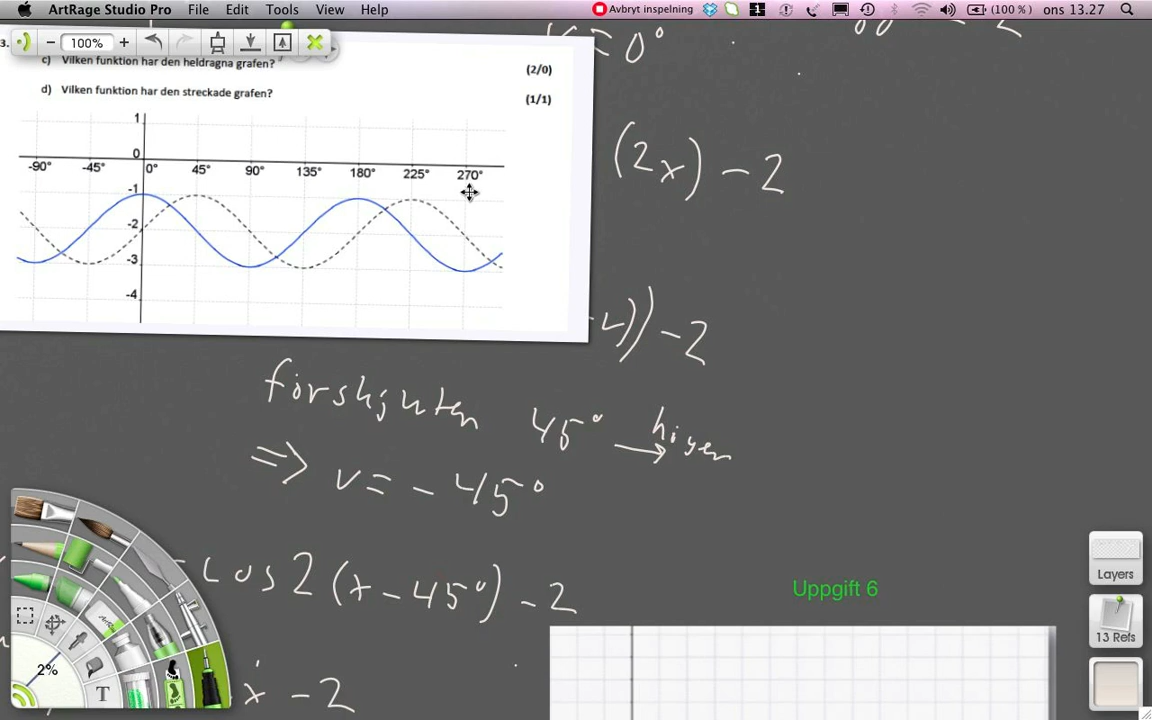 ArtRage Studio Pro File Edit Tools View Help Avbryt inspelning 1 (100 %) ons 13.27
3. 100%
c) Vilken funktion har den heldragna grafen? (2/0)
d) Vilken funktion har den streckade grafen? (1/1)
1
0
-90° -45° 0° 45° 90° 135° 180° 225° 270°
-1
-2
-3
-4
= 0°
(2x) - 2
)) - 2
förskjuten 45° → höger
=> v = - 45°
cos 2 (x - 45°) - 2
x - 2
Uppgift 6
Layers
13 Refs
2%
T